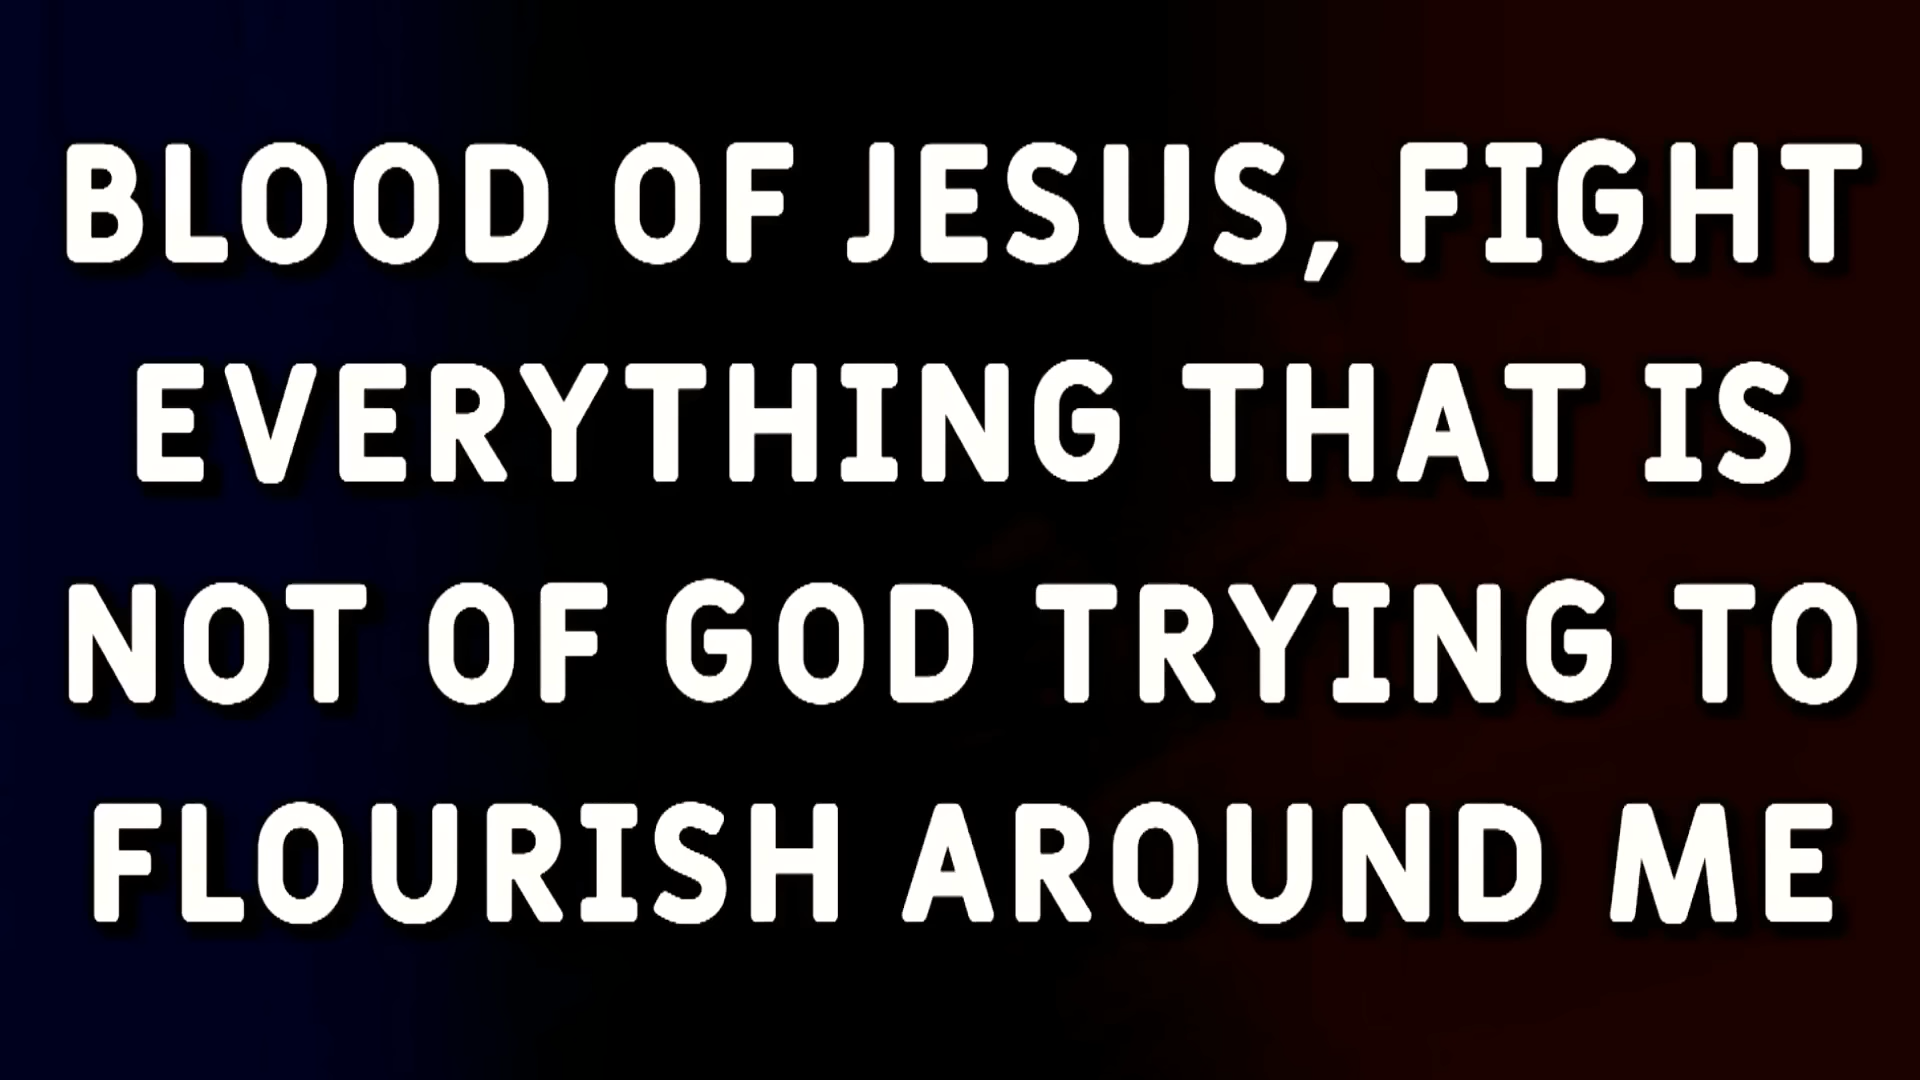 BLOOD OF JESUS, FIGHT
EVERYTHING THAT IS
NOT OF GOD TRYING TO
FLOURISH AROUND ME